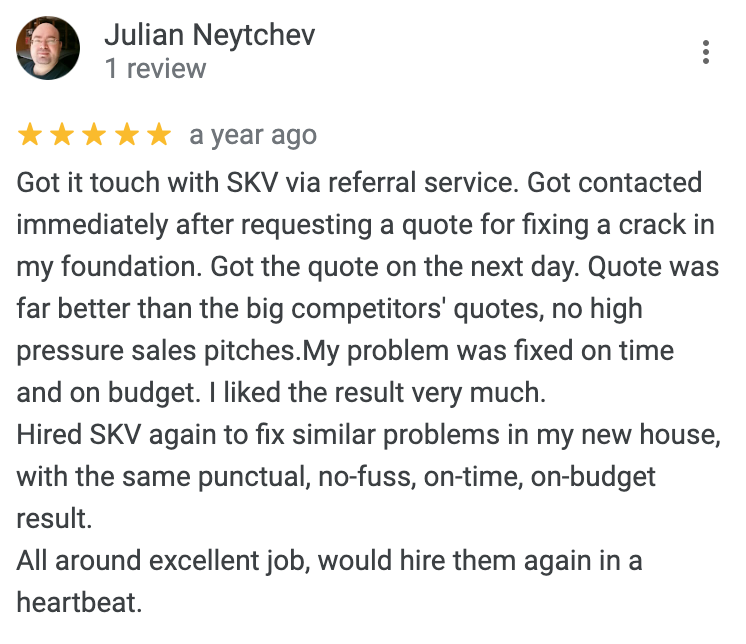 Julian Neytchev
1 review
a year ago
Got it touch with SKV via referral service. Got contacted
immediately after requesting a quote for fixing a crack in
my foundation. Got the quote on the next day. Quote was
far better than the big competitors' quotes, no high
pressure sales pitches.My problem was fixed on time
and on budget. I liked the result very much.
Hired SKV again to fix similar problems in my new house,
with the same punctual, no-fuss, on-time, on-budget
result.
All around excellent job, would hire them again in a
heartbeat.